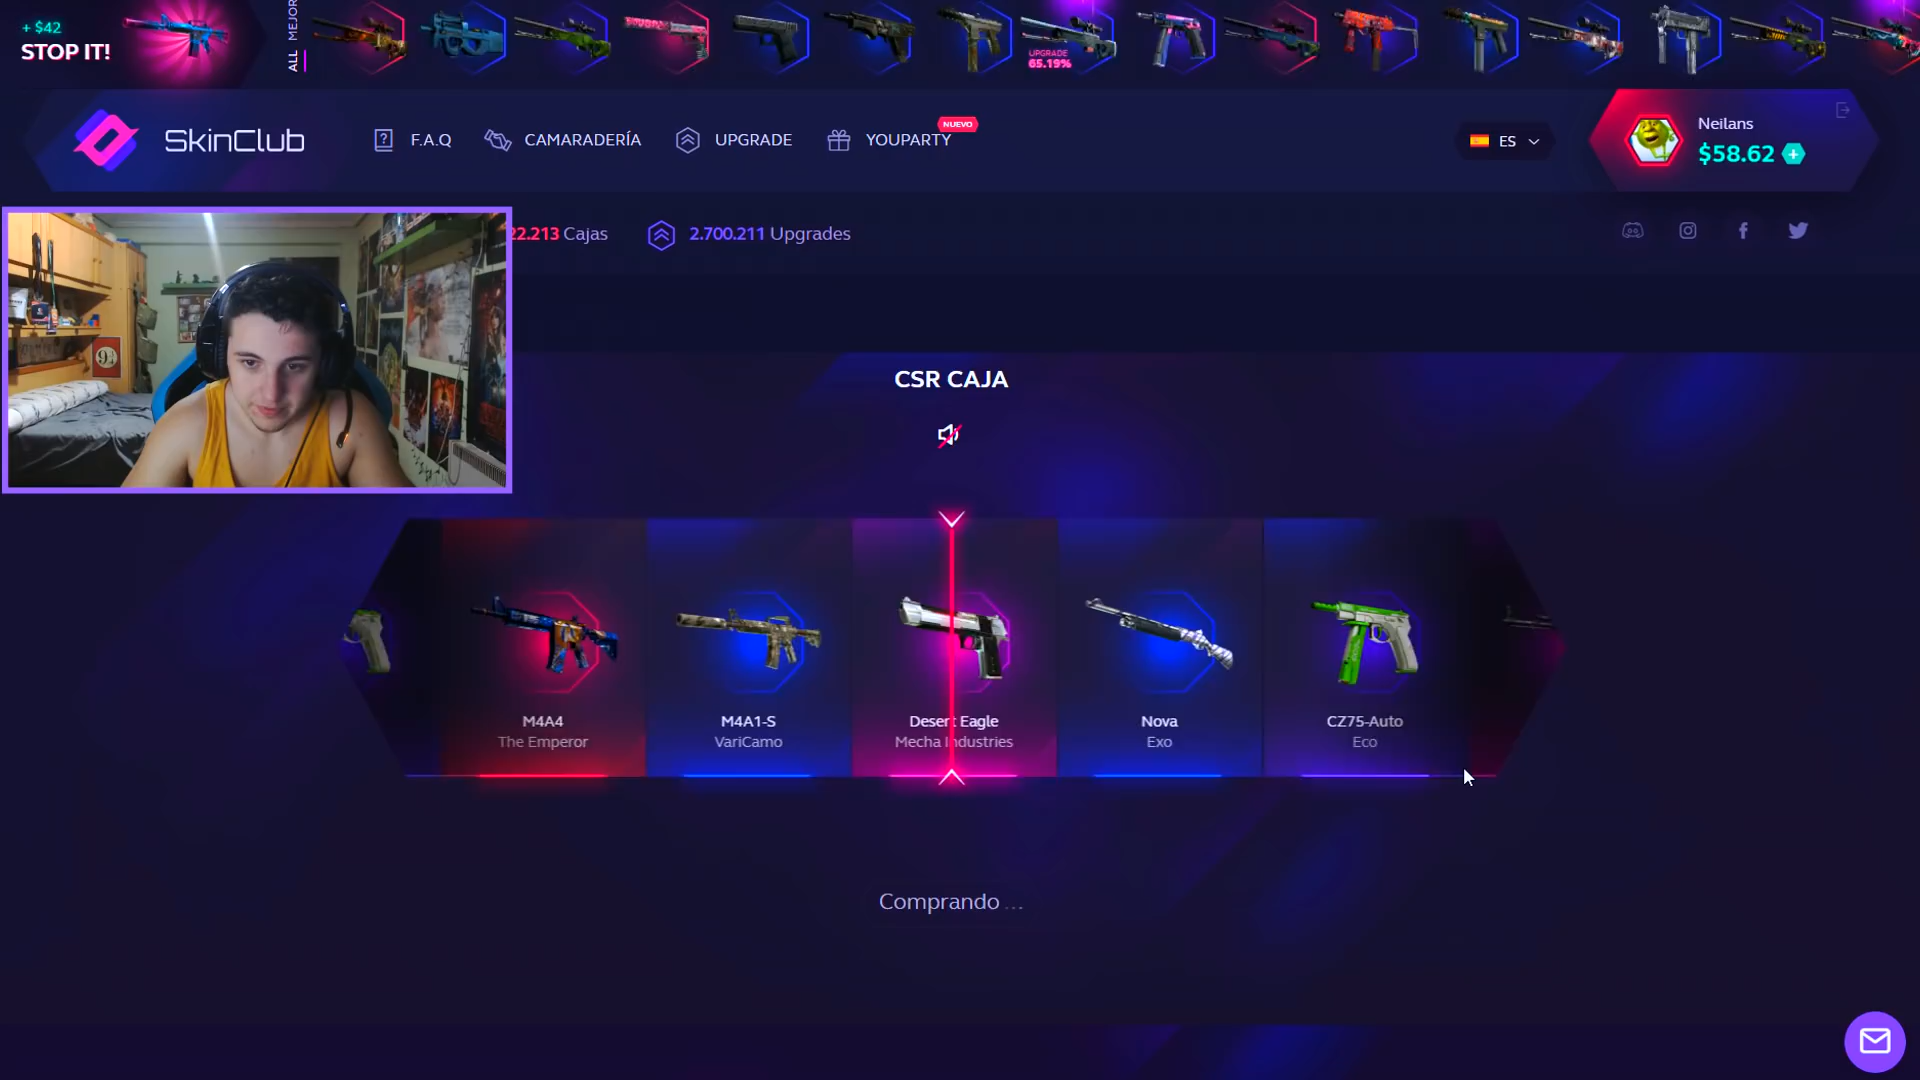 + $42
STOP IT!
ALL MEJOR
UPGRADE
65.19%
SkinClub
F.A.Q
CAMARADERÍA
UPGRADE
YOUPARTY
NUEVO
ES
Neilans
$58.62
22.213 Cajas
2.700.211 Upgrades
CSR CAJA
M4A4
The Emperor
M4A1-S
VariCamo
Desert Eagle
Mecha Industries
Nova
Exo
CZ75-Auto
Eco
Comprando ...